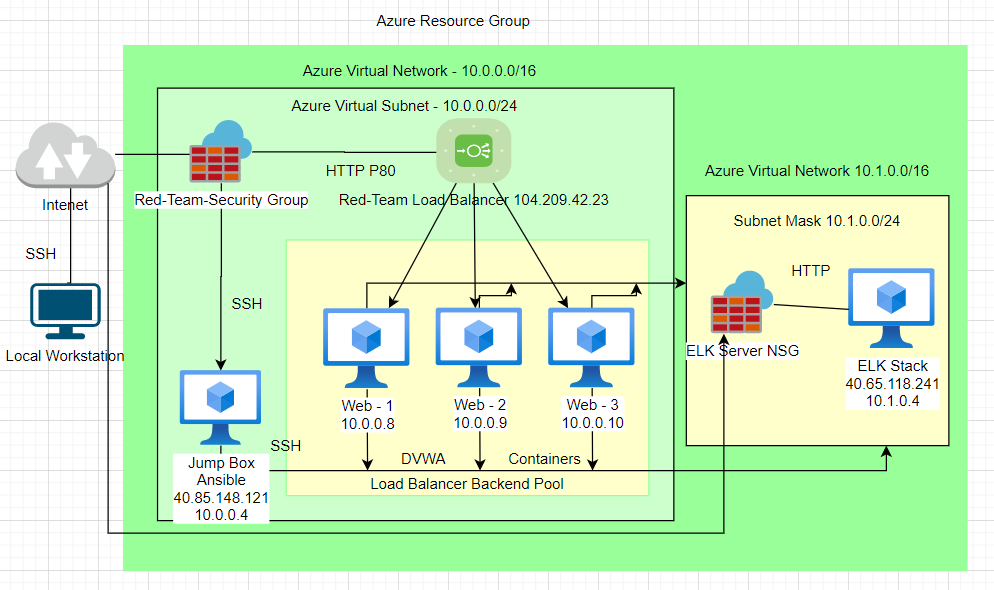 Azure Resource Group
Azure Virtual Network - 10.0.0.0/16
Azure Virtual Subnet - 10.0.0.0/24
HTTP P80
Red-Team-Security Group
Red-Team Load Balancer 104.209.42.23
Intenet
SSH
Local Workstation
SSH
Jump Box
Ansible
40.85.148.121
10.0.0.4
SSH
Web - 1
10.0.0.8
Web - 2
10.0.0.9
Web - 3
10.0.0.10
DVWA
Containers
Load Balancer Backend Pool
Azure Virtual Network 10.1.0.0/16
Subnet Mask 10.1.0.0/24
HTTP
ELK Server NSG
ELK Stack
40.65.118.241
10.1.0.4